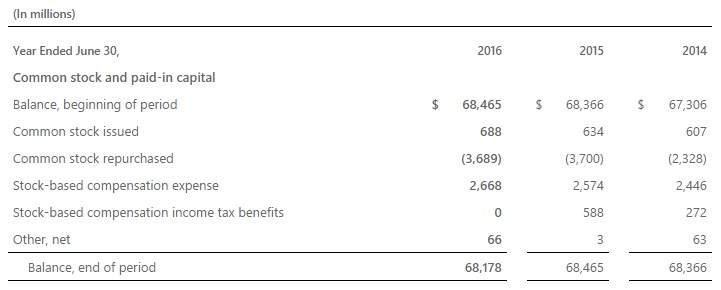 (In millions)
Year Ended June 30, 2016 2015 2014
Common stock and paid-in capital
Balance, beginning of period $ 68,465 $ 68,366 $ 67,306
Common stock issued 688 634 607
Common stock repurchased (3,689) (3,700) (2,328)
Stock-based compensation expense 2,668 2,574 2,446
Stock-based compensation income tax benefits 0 588 272
Other, net 66 3 63
Balance, end of period 68,178 68,465 68,366